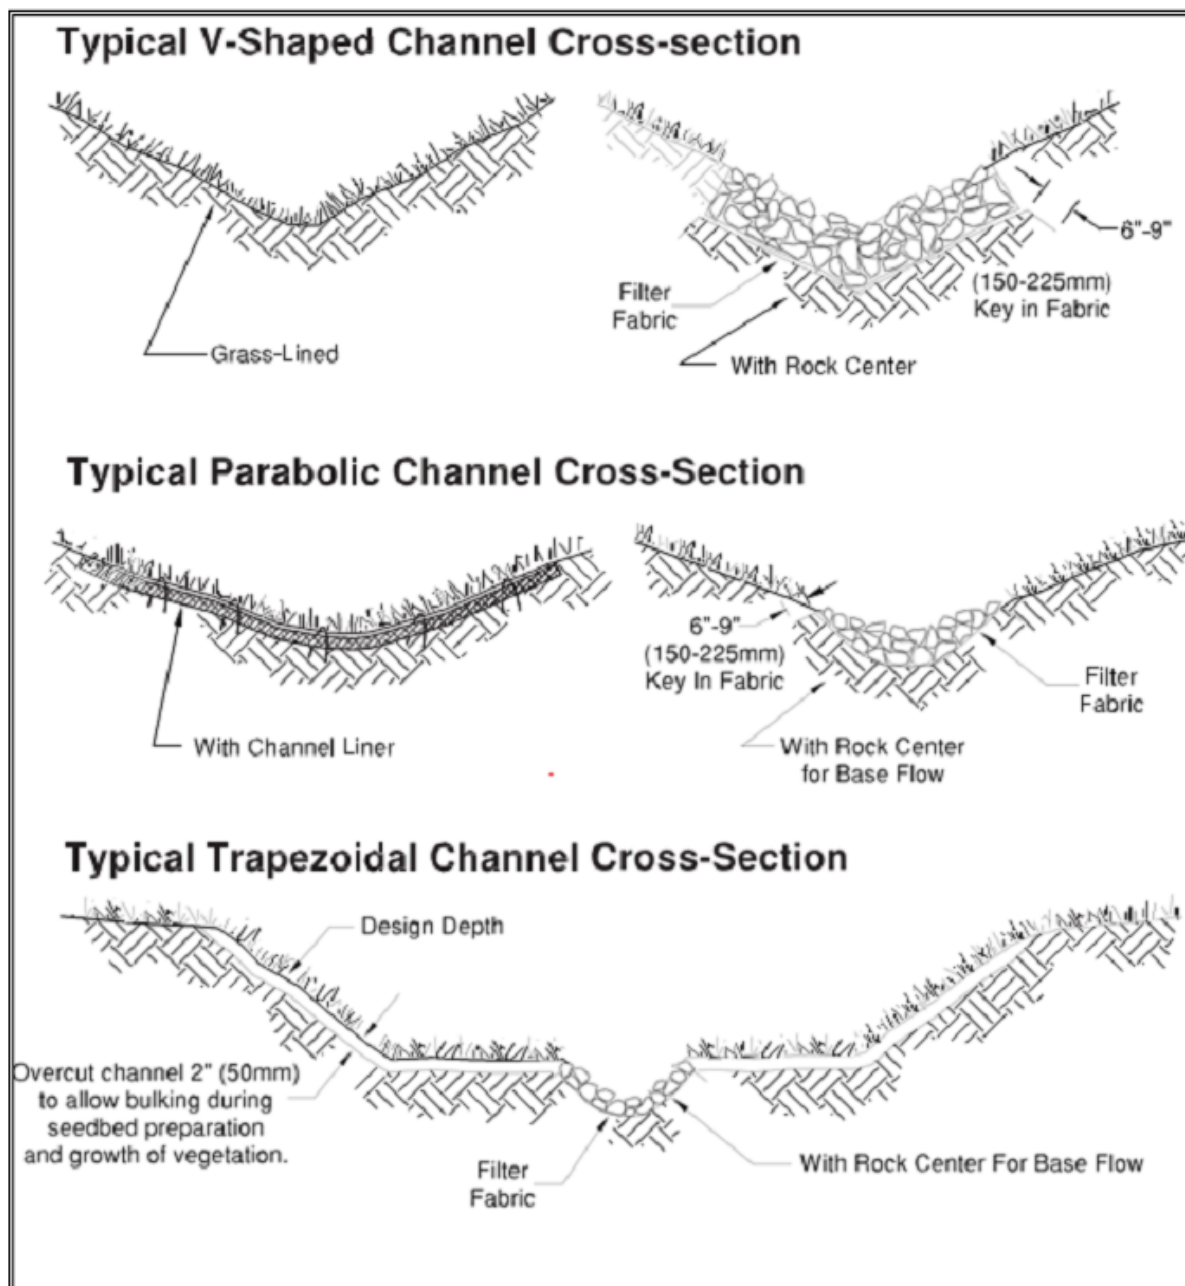 Typical V-Shaped Channel Cross-section
6"-9"
(150-225mm)
Key in Fabric
Filter
Fabric
Grass-Lined
With Rock Center
Typical Parabolic Channel Cross-Section
6"-9"
(150-225mm)
Key In Fabric
Filter
Fabric
With Channel Liner
With Rock Center
for Base Flow
Typical Trapezoidal Channel Cross-Section
Design Depth
Overcut channel 2" (50mm)
to allow bulking during
seedbed preparation
and growth of vegetation.
Filter
Fabric
With Rock Center For Base Flow